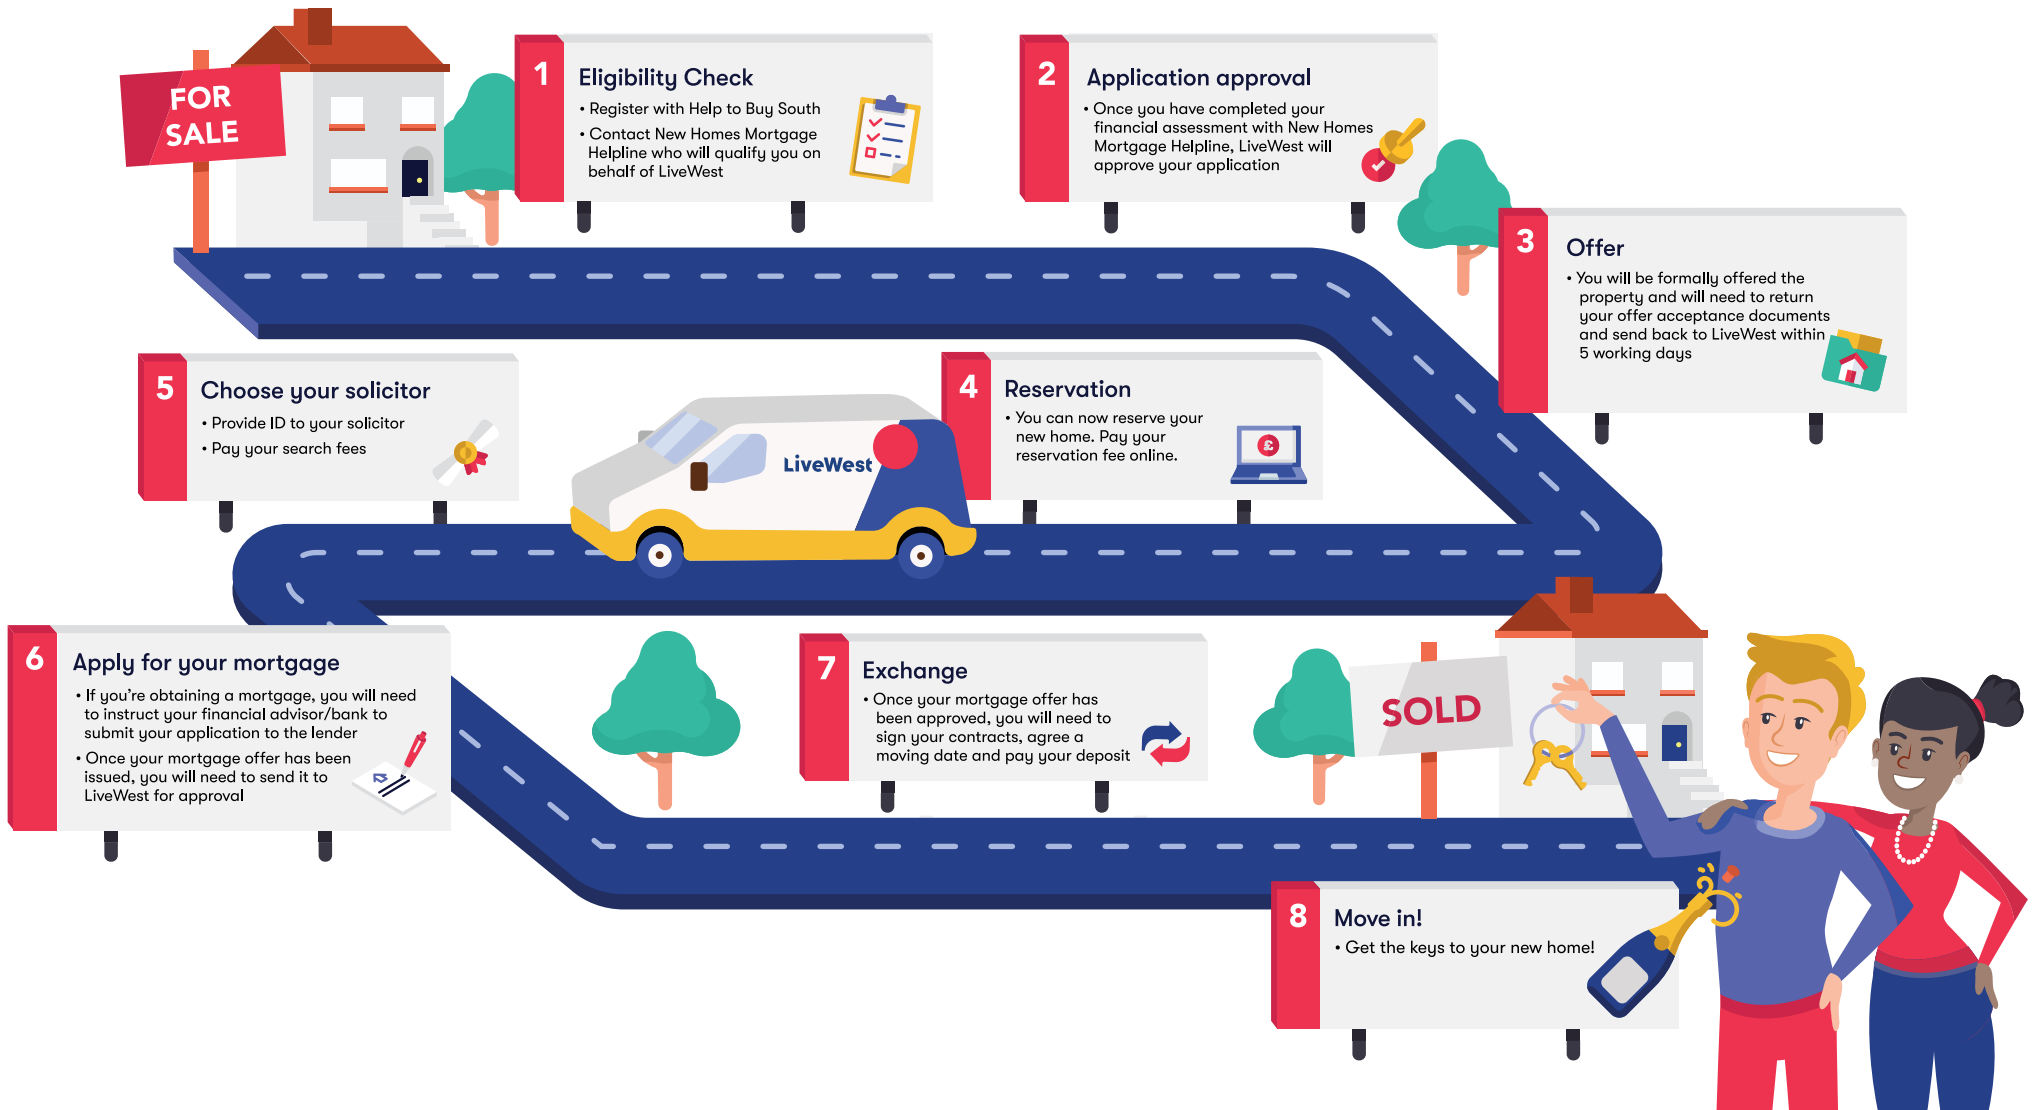 FOR
SALE
1
Eligibility Check
• Register with Help to Buy South
• Contact New Homes Mortgage
Helpline who will qualify you on
behalf of LiveWest
2
Application approval
• Once you have completed your
financial assessment with New Homes
Mortgage Helpline, LiveWest will
approve your application
3
Offer
• You will be formally offered the
property and will need to return
your offer acceptance documents
and send back to LiveWest within
5 working days
4
Reservation
• You can now reserve your
new home. Pay your
reservation fee online.
£
LiveWest
5
Choose your solicitor
• Provide ID to your solicitor
• Pay your search fees
6
Apply for your mortgage
• If you’re obtaining a mortgage, you will need
to instruct your financial advisor/bank to
submit your application to the lender
• Once your mortgage offer has been
issued, you will need to send it to
LiveWest for approval
7
Exchange
• Once your mortgage offer has
been approved, you will need to
sign your contracts, agree a
moving date and pay your deposit
SOLD
8
Move in!
• Get the keys to your new home!